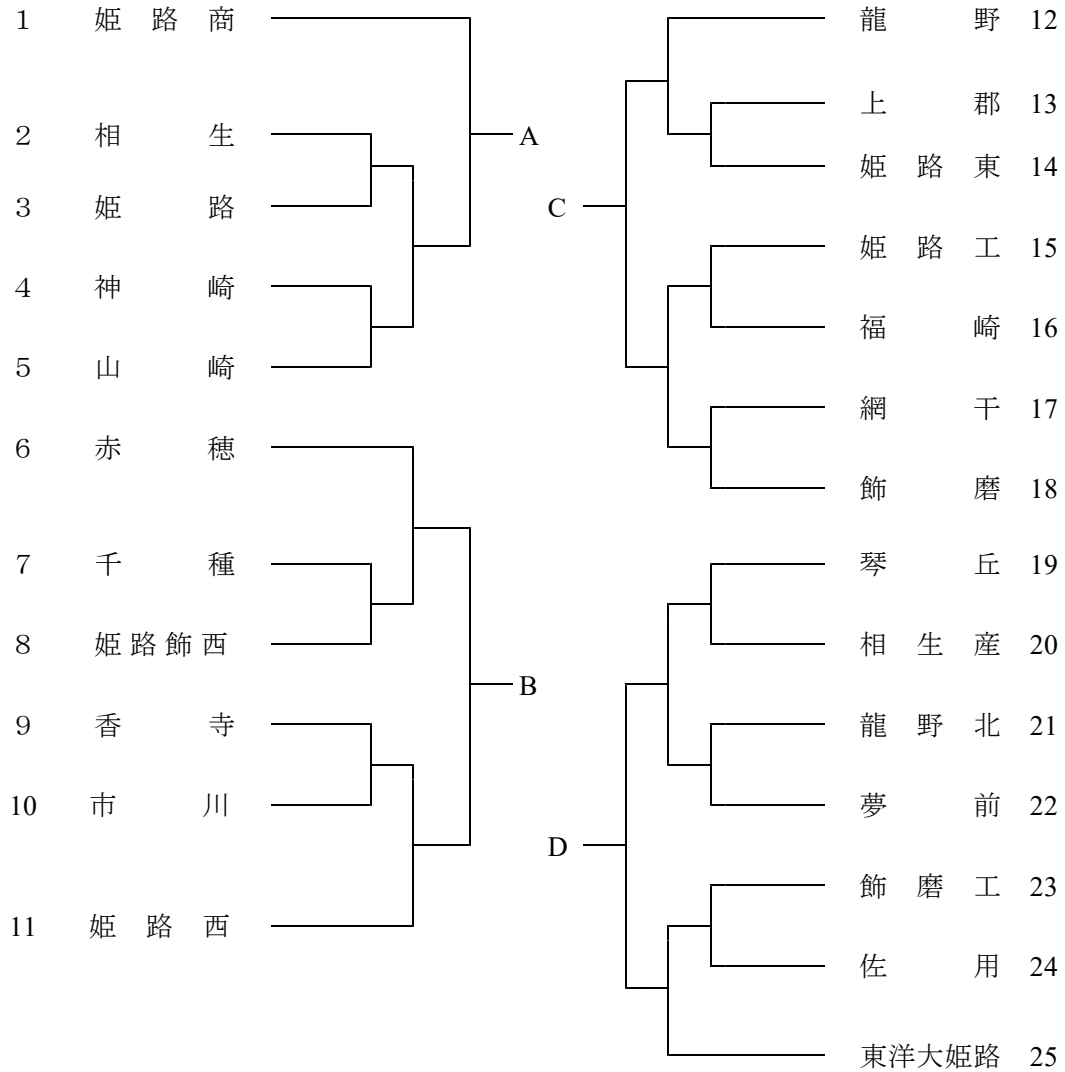 1 姫路商
2 相生
3 姫路
4 神崎
5 山崎
6 赤穂
7 千種
8 姫路飾西
9 香寺
10 市川
11 姫路西
A
B
C
D
龍野 12
上郡 13
姫路東 14
姫路工 15
福崎 16
網干 17
飾磨 18
琴丘 19
相生産 20
龍野北 21
夢前 22
飾磨工 23
佐用 24
東洋大姫路 25